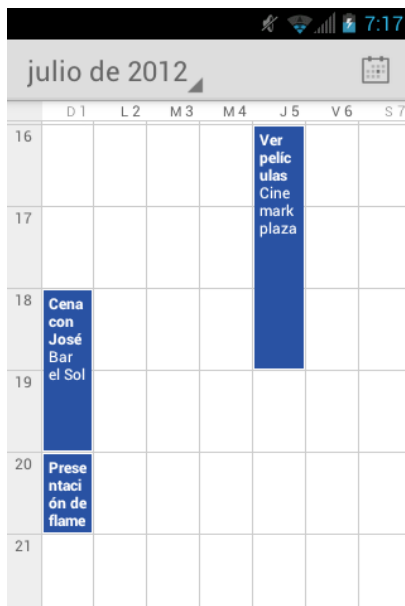 7:17
julio de 2012
D 1 L 2 M 3 M 4 J 5 V 6 S 7
16
Ver
pelíc
ulas
Cine
mark
plaza
17
18
Cena
con
José
Bar
el Sol
19
20
Prese
ntaci
ón de
flame
21